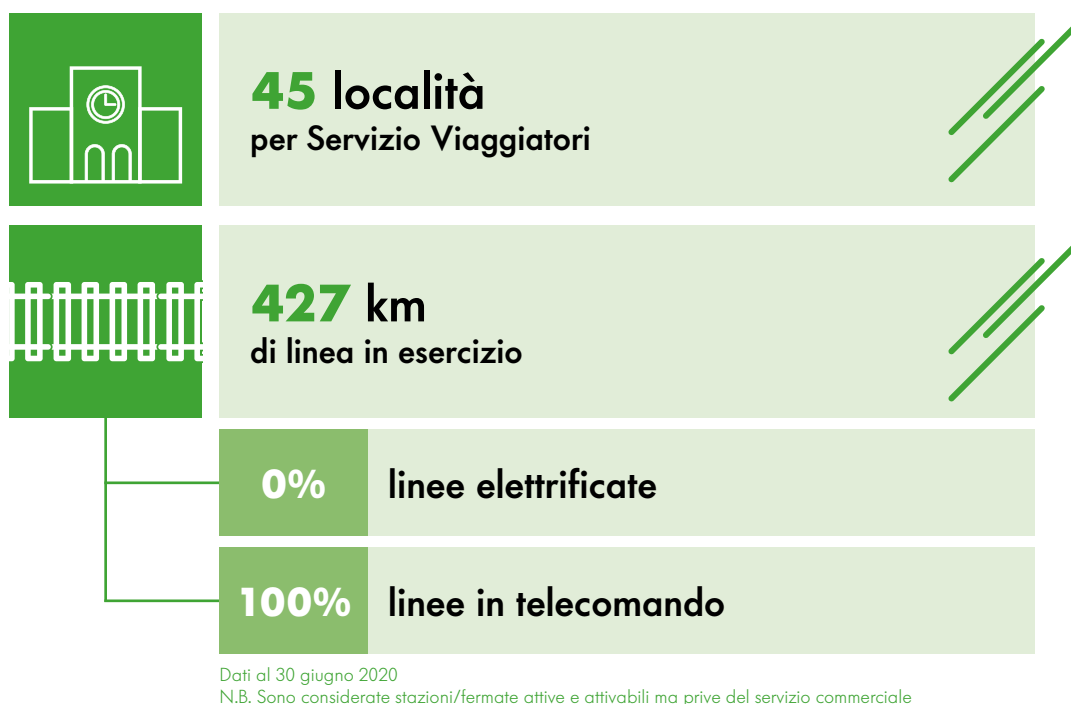 45 località
per Servizio Viaggiatori
427 km
di linea in esercizio
0% linee elettrificate
100% linee in telecomando
Dati al 30 giugno 2020
N.B. Sono considerate stazioni/fermate attive e attivabili ma prive del servizio commerciale